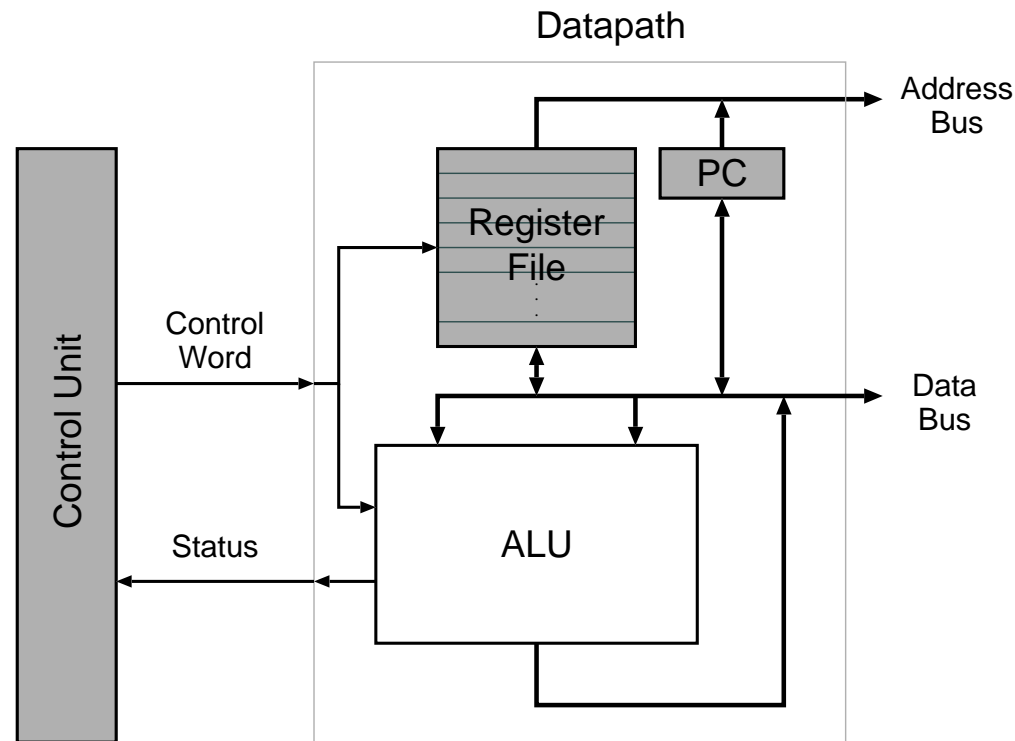 Datapath
Address
Bus
PC
Register
File
Control
Word
Control Unit
Data
Bus
Status
ALU